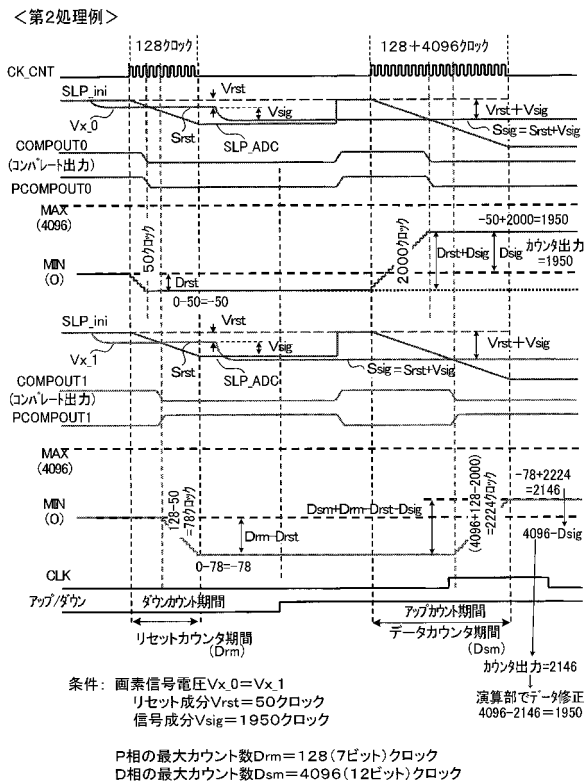 <第2処理例>
128クロック
128+4096クロック
CK_CNT
SLP_ini
Vrst
Vx_0
Vsig
Srst
SLP_ADC
Vrst+Vsig
Ssig=Srst+Vsig
COMPOUT0
(コンパレート出力)
PCOMPOUT0
MAX
(4096)
-50+2000=1950
50クロック
2000クロック
Drst+Dsig
Dsig
カウンタ出力
=1950
MIN
(0)
Drst
0-50=-50
SLP_ini
Vrst
Vx_1
Vsig
Srst
SLP_ADC
Vrst+Vsig
Ssig=Srst+Vsig
COMPOUT1
(コンパレート出力)
PCOMPOUT1
MAX
(4096)
128-50
=78クロック
Dsm+Drm-Drst-Dsig
(4096+128-2000)
=2224クロック
-78+2224
=2146
MIN
(0)
Drm-Drst
4096-Dsig
0-78=-78
CLK
アップ/ダウン
ダウンカウント期間
アップカウント期間
リセットカウンタ期間
(Drm)
データカウンタ期間
(Dsm)
カウンタ出力=2146
演算部でデータ修正
4096-2146=1950
条件: 画素信号電圧Vx_0=Vx_1
リセット成分Vrst=50クロック
信号成分Vsig=1950クロック
P相の最大カウント数Drm=128(7ビット)クロック
D相の最大カウント数Dsm=4096(12ビット)クロック